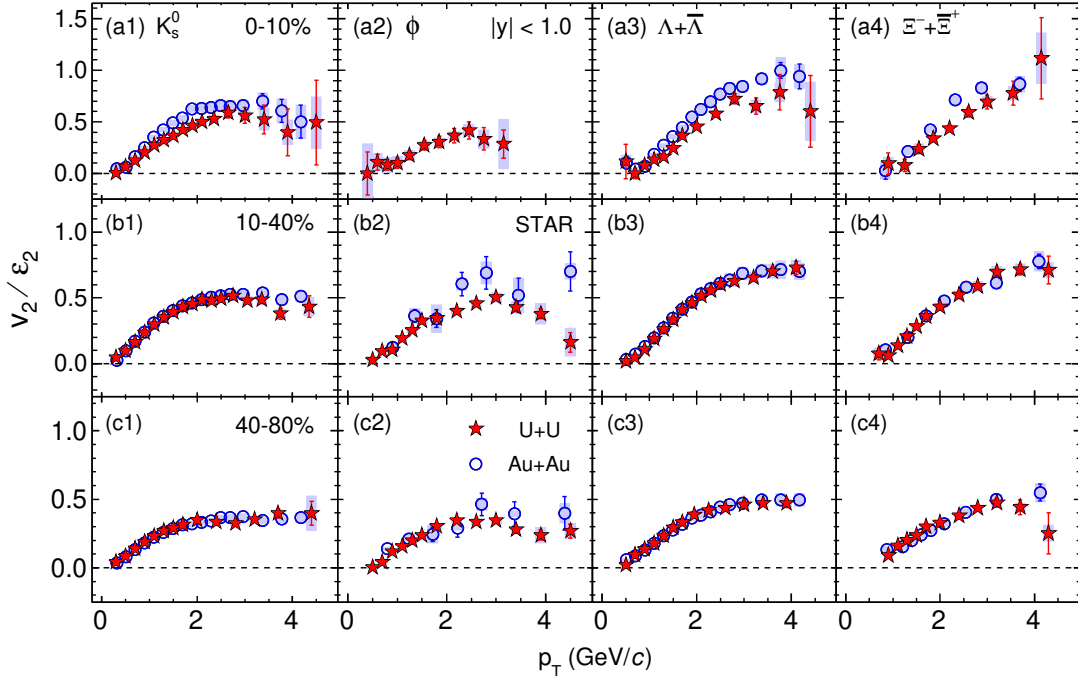 (a1) K⁰ₛ 0-10%
(a2) ϕ |y| < 1.0
(a3) Λ+Λ̅
(a4) Ξ⁻+Ξ̅⁺
1.5
1.0
0.5
0.0
(b1) 10-40%
(b2) STAR
(b3)
(b4)
1.0
0.5
0.0
v₂ / ε₂
(c1) 40-80%
(c2)
(c3)
(c4)
U+U
Au+Au
1.0
0.5
0.0
0 2 4 0 2 4 0 2 4 0 2 4
p_T (GeV/c)